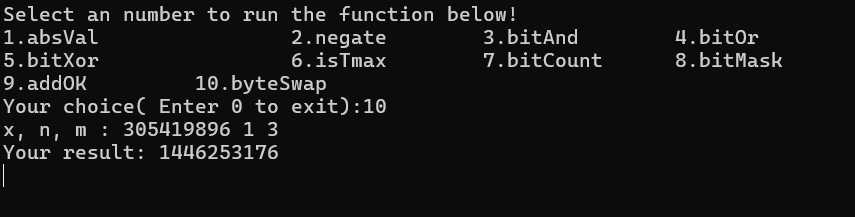 Select an number to run the function below!
1.absVal 2.negate 3.bitAnd 4.bitOr
5.bitXor 6.isTmax 7.bitCount 8.bitMask
9.addOK 10.byteSwap
Your choice( Enter 0 to exit):10
x, n, m : 305419896 1 3
Your result: 1446253176